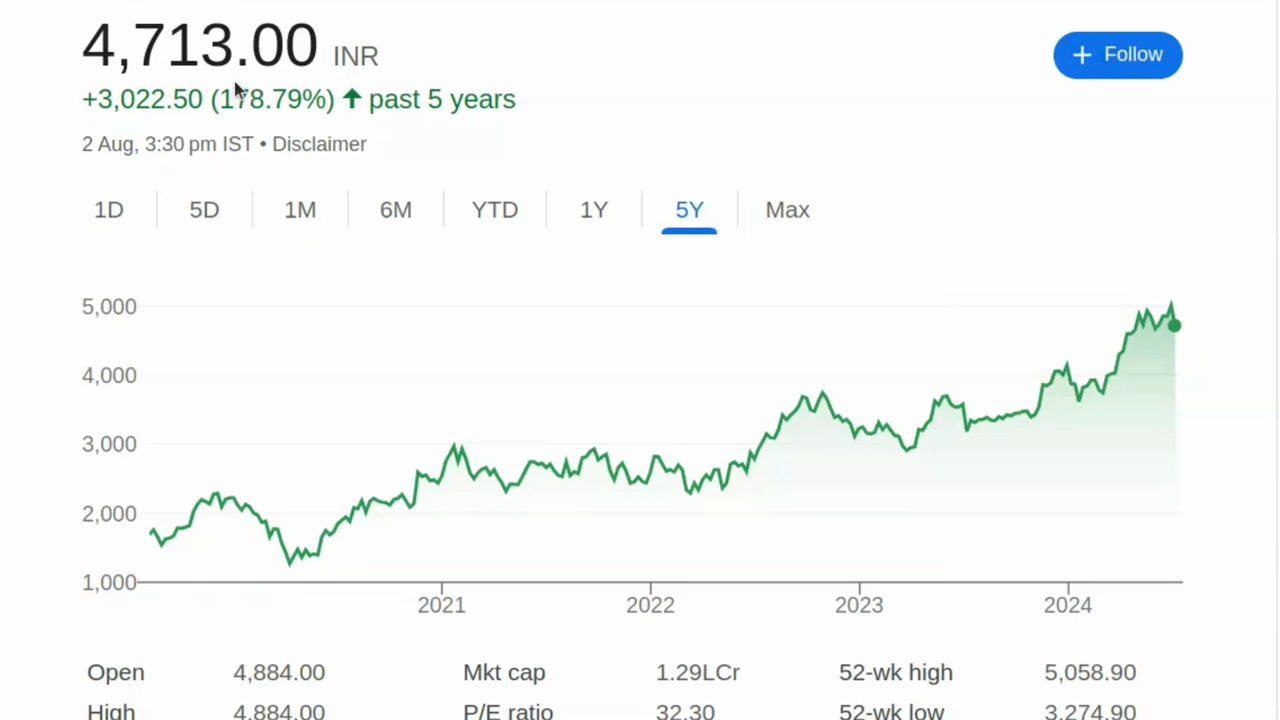 4,713.00 INR
+ Follow
+3,022.50 (178.79%) ↑ past 5 years
2 Aug, 3:30 pm IST • Disclaimer
1D 5D 1M 6M YTD 1Y 5Y Max
5,000
4,000
3,000
2,000
1,000
2021 2022 2023 2024
Open 4,884.00 Mkt cap 1.29LCr 52-wk high 5,058.90
High 4,884.00 P/E ratio 32.30 52-wk low 3,274.90